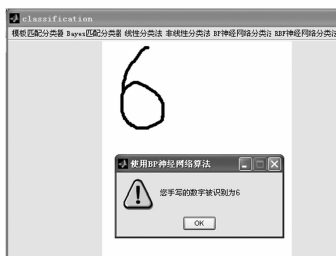 classification
模板匹配分类器 Bayes匹配分类器 线性分类法 非线性分类法 BP神经网络分类法 RBF神经网络分类法
6
使用BP神经网络算法
您手写的数字被识别为6
OK